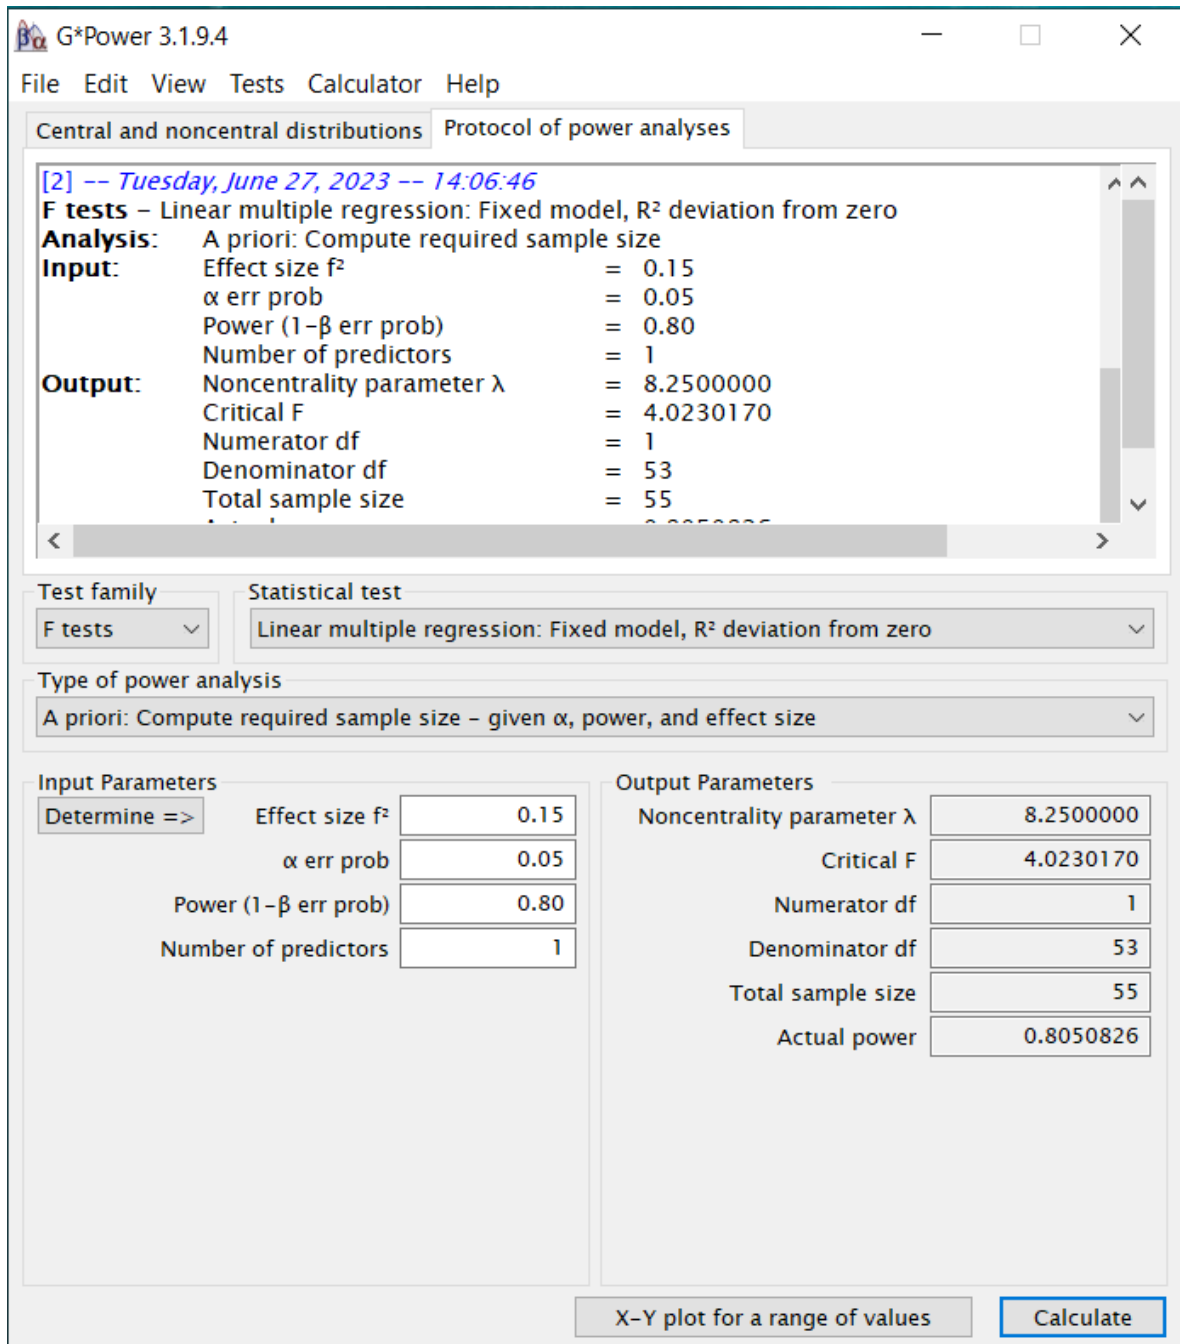 G*Power 3.1.9.4
File Edit View Tests Calculator Help
Central and noncentral distributions Protocol of power analyses
[2] -- Tuesday, June 27, 2023 -- 14:06:46
F tests – Linear multiple regression: Fixed model, R² deviation from zero
Analysis: A priori: Compute required sample size
Input: Effect size f² = 0.15
α err prob = 0.05
Power (1-β err prob) = 0.80
Number of predictors = 1
Output: Noncentrality parameter λ = 8.2500000
Critical F = 4.0230170
Numerator df = 1
Denominator df = 53
Total sample size = 55
Test family Statistical test
F tests Linear multiple regression: Fixed model, R² deviation from zero
Type of power analysis
A priori: Compute required sample size – given α, power, and effect size
Input Parameters
Determine => Effect size f² 0.15
α err prob 0.05
Power (1-β err prob) 0.80
Number of predictors 1
Output Parameters
Noncentrality parameter λ 8.2500000
Critical F 4.0230170
Numerator df 1
Denominator df 53
Total sample size 55
Actual power 0.8050826
X-Y plot for a range of values Calculate